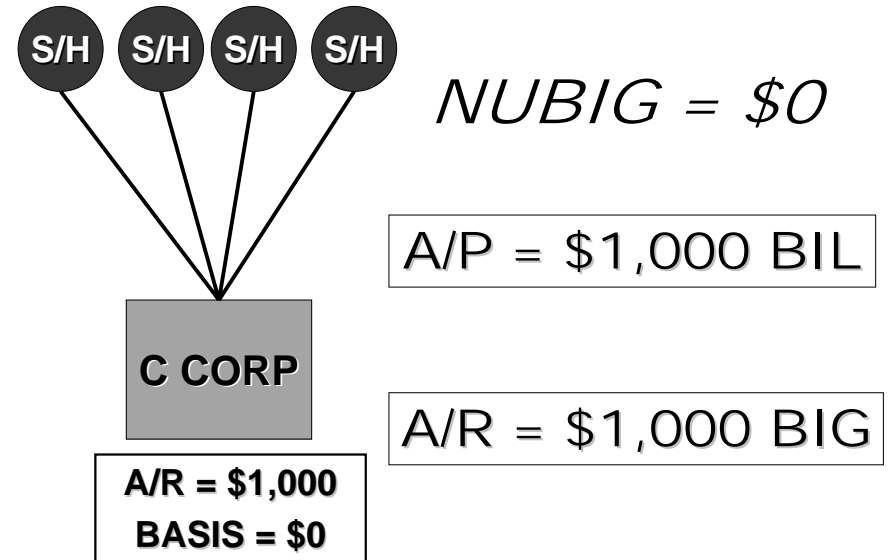 S/H S/H S/H S/H
NUBIG = $0
A/P = $1,000 BIL
C CORP
A/R = $1,000 BIG
A/R = $1,000
BASIS = $0